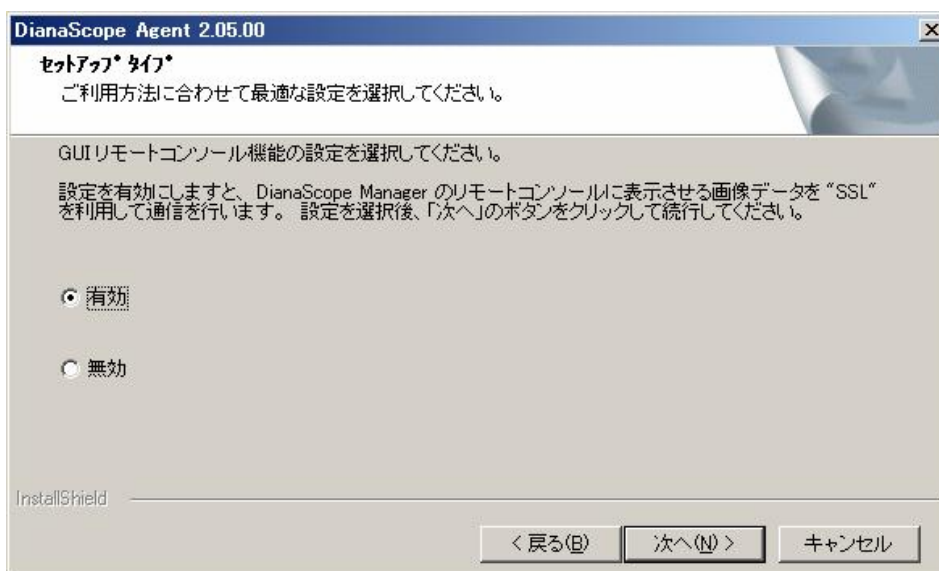 DianaScope Agent 2.05.00
ｾｯﾄｱｯﾌﾟ ﾀｲﾌﾟ
ご利用方法に合わせて最適な設定を選択してください。
GUIリモートコンソール機能の設定を選択してください。
設定を有効にしますと、DianaScope Manager のリモートコンソールに表示させる画像データを “SSL”
を利用して通信を行います。 設定を選択後、「次へ」のボタンをクリックして続行してください。
有効
無効
InstallShield
< 戻る(B)
次へ(N) >
キャンセル